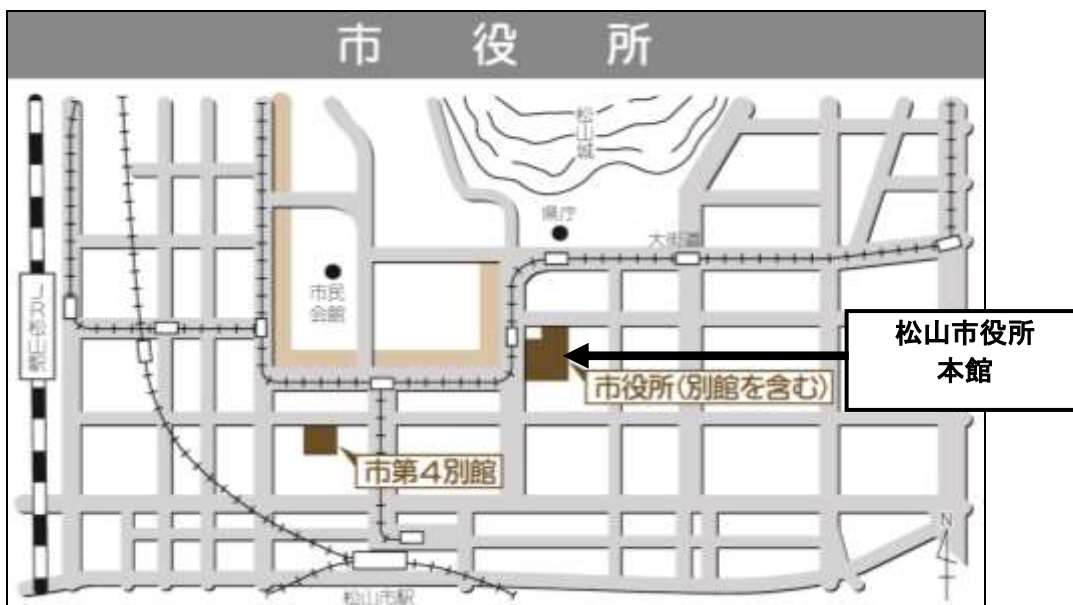 市役所
松山城
県庁
大街道
市民
会館
JR松山駅
松山市役所
本館
市役所(別館を含む)
市第4別館
N
松山市駅